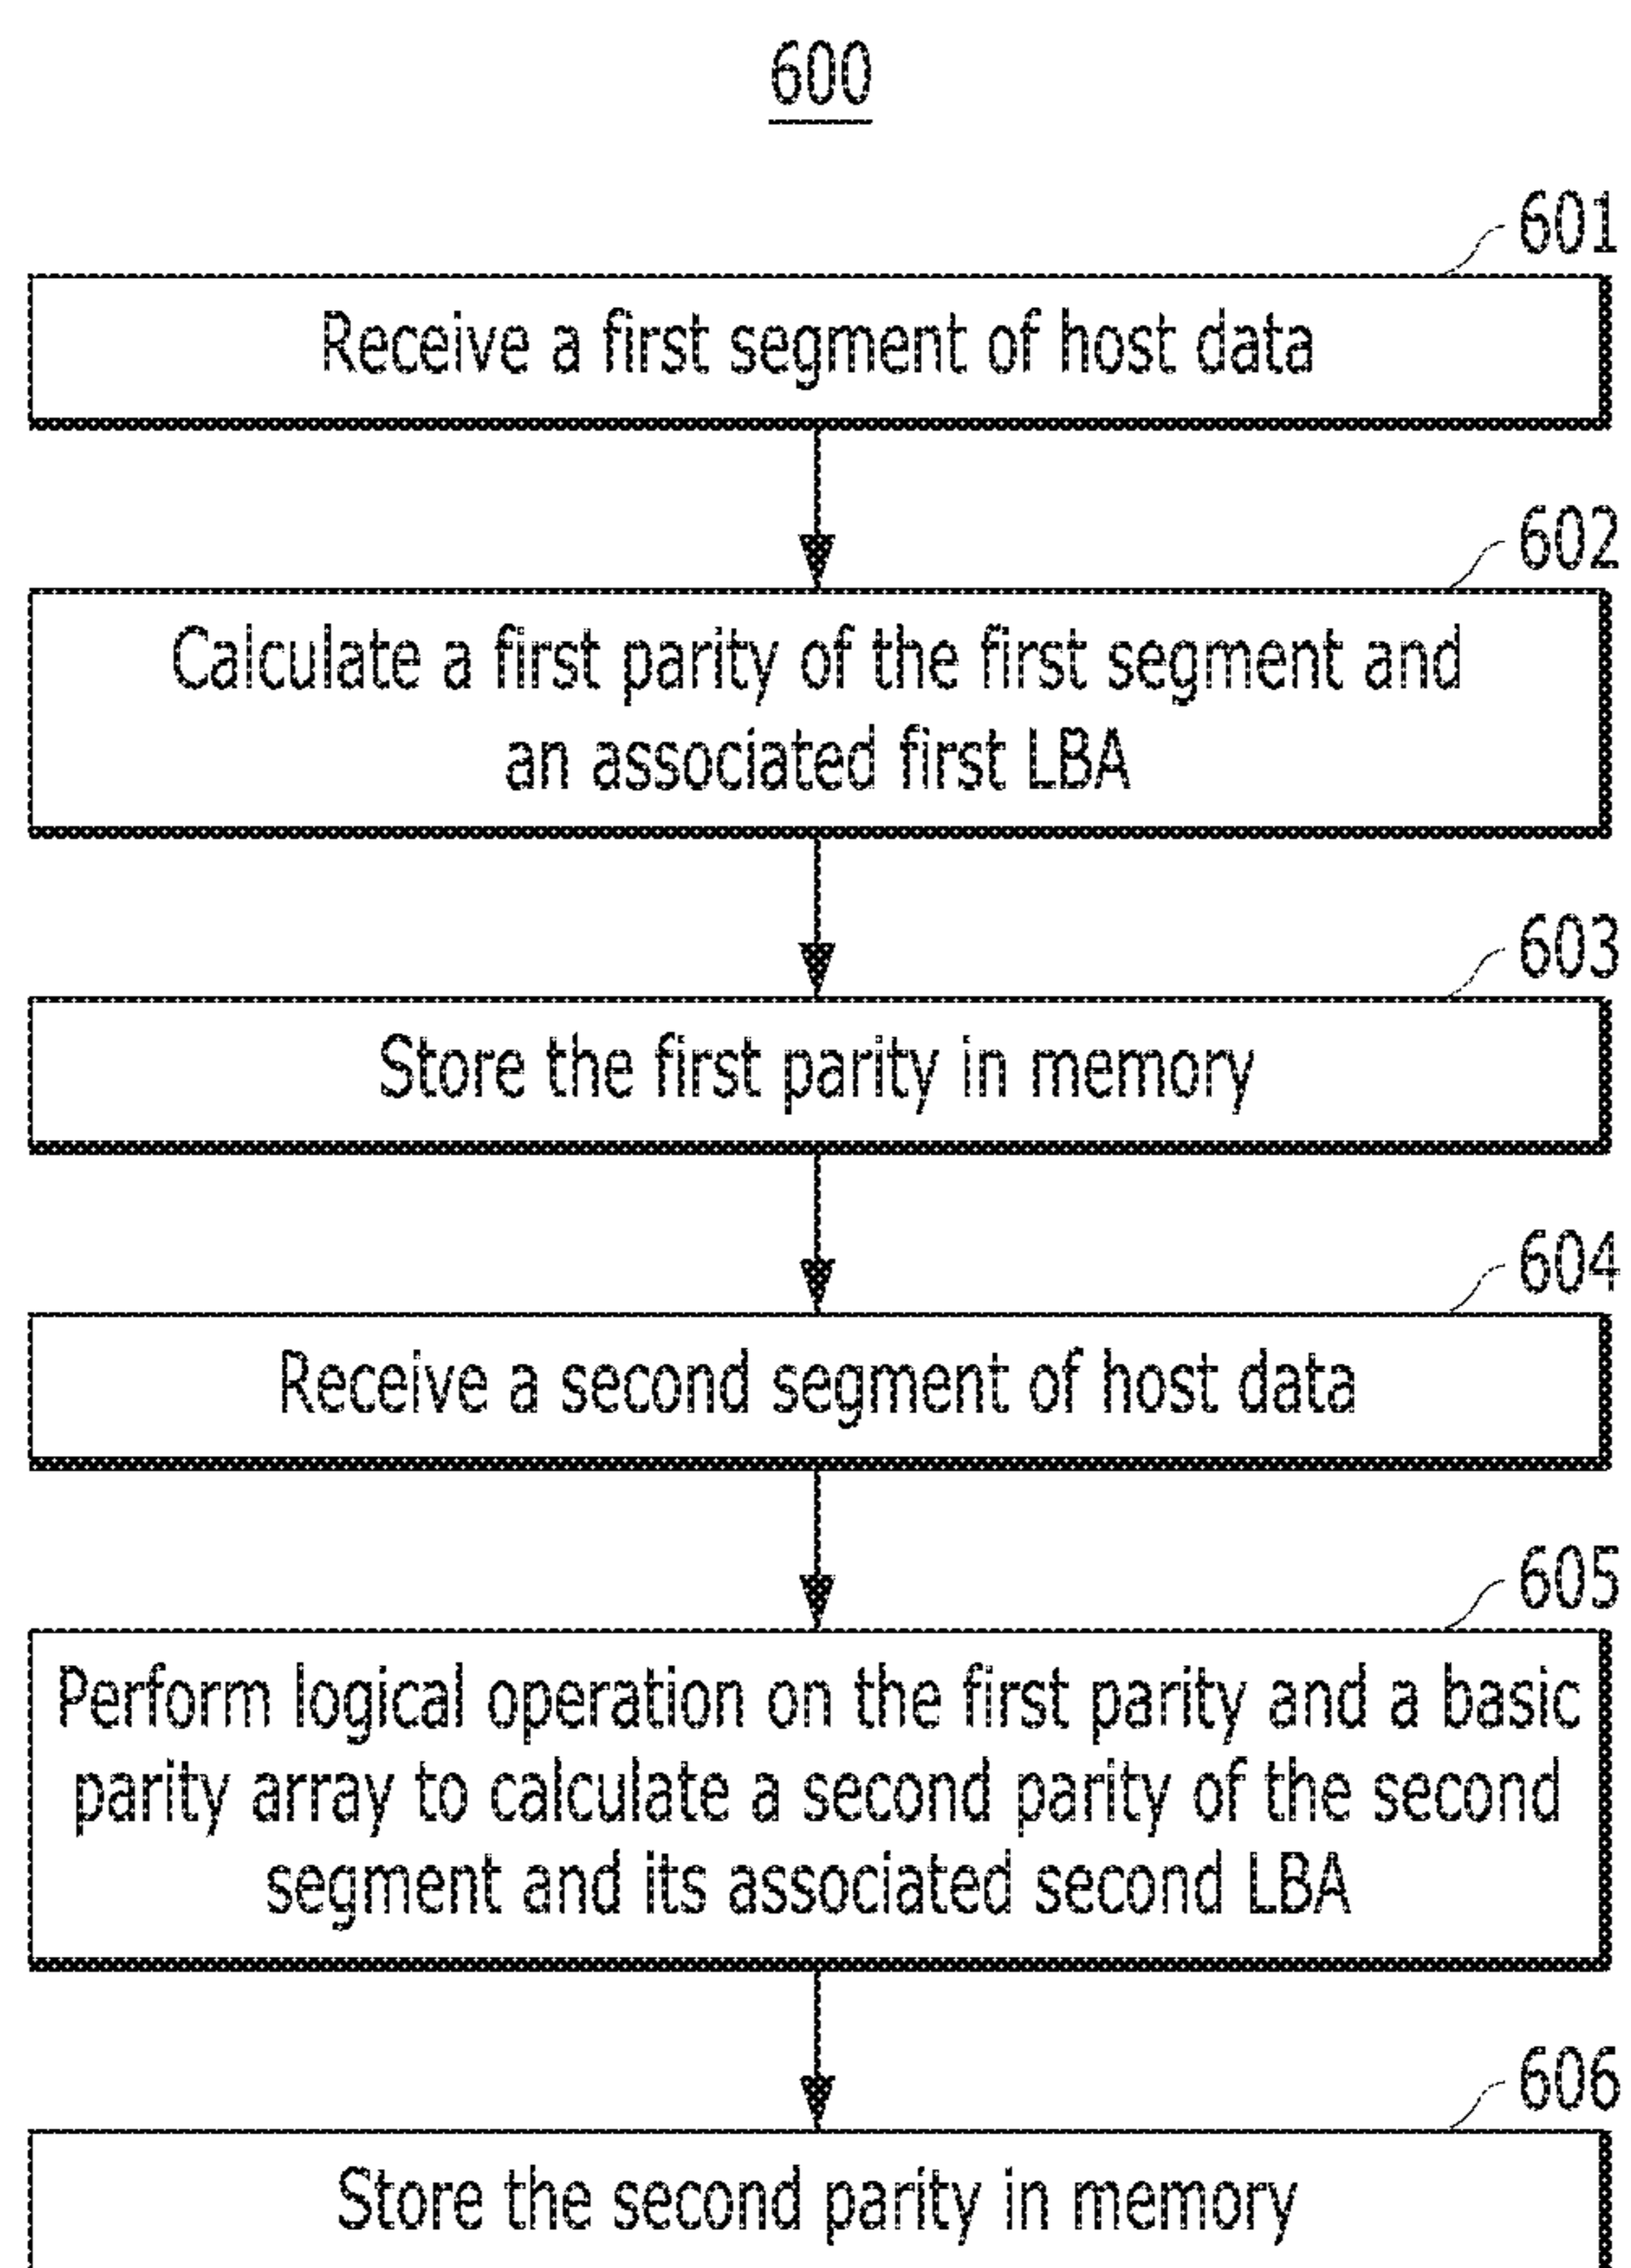 600
601
Receive a first segment of host data
602
Calculate a first parity of the first segment and
an associated first LBA
603
Store the first parity in memory
604
Receive a second segment of host data
605
Perform logical operation on the first parity and a basic
parity array to calculate a second parity of the second
segment and its associated second LBA
606
Store the second parity in memory